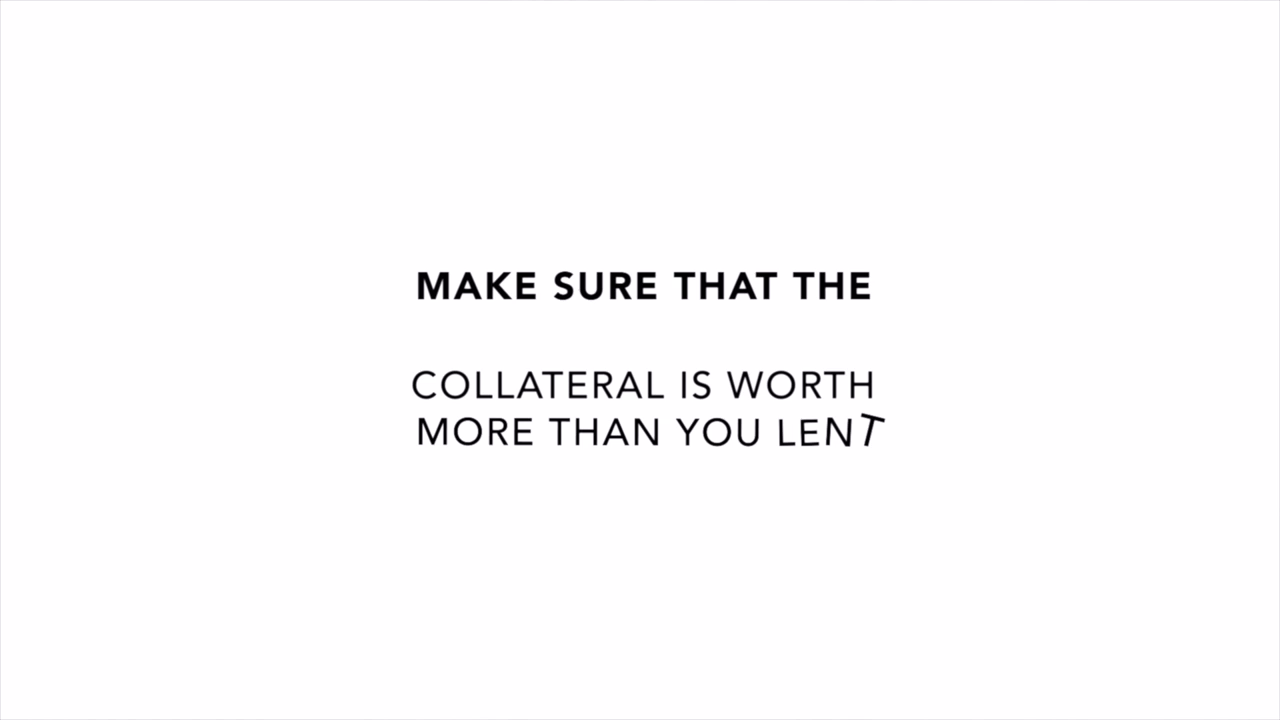 MAKE SURE THAT THE
COLLATERAL IS WORTH
MORE THAN YOU LENT